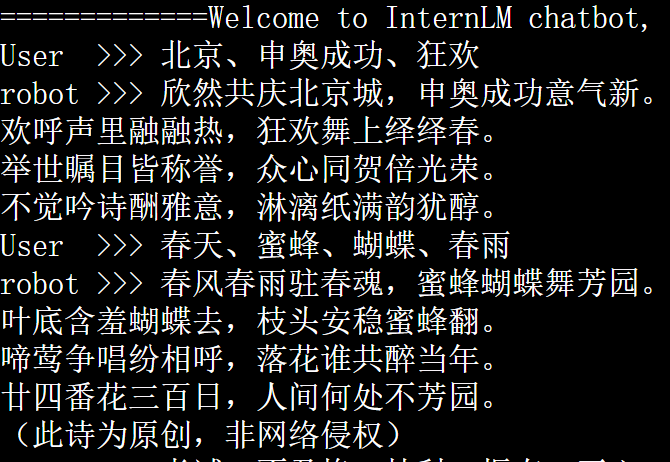 =============Welcome to InternLM chatbot,
User  >>> 北京、申奥成功、狂欢
robot >>> 欣然共庆北京城，申奥成功意气新。
欢呼声里融融热，狂欢舞上绎绎春。
举世瞩目皆称誉，众心同贺倍光荣。
不觉吟诗酬雅意，淋漓纸满韵犹醇。
User  >>> 春天、蜜蜂、蝴蝶、春雨
robot >>> 春风春雨驻春魂，蜜蜂蝴蝶舞芳园。
叶底含羞蝴蝶去，枝头安稳蜜蜂翻。
啼莺争唱纷相呼，落花谁共醉当年。
廿四番花三百日，人间何处不芳园。
（此诗为原创，非网络侵权）